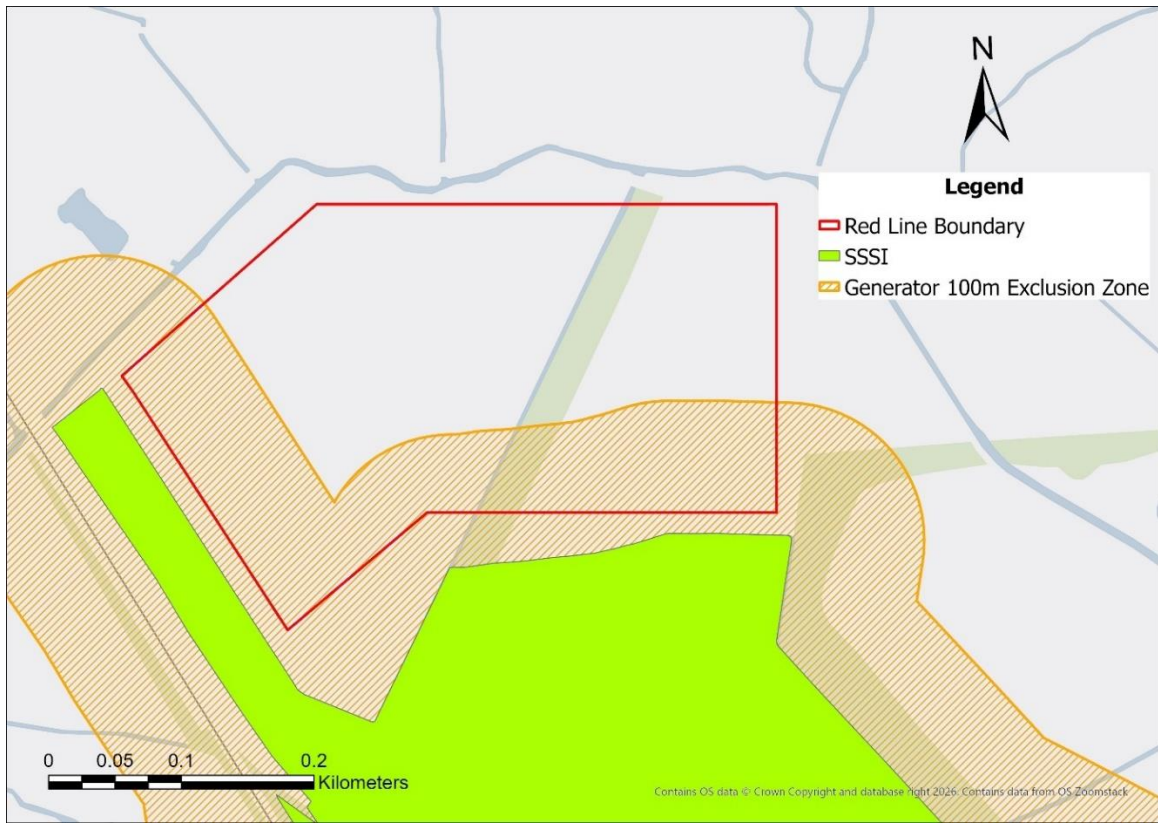 N
Legend
Red Line Boundary
SSSI
Generator 100m Exclusion Zone
0 0.05 0.1 0.2
Kilometers
Contains OS data © Crown Copyright and database right 2026. Contains data from OS Zoomstack